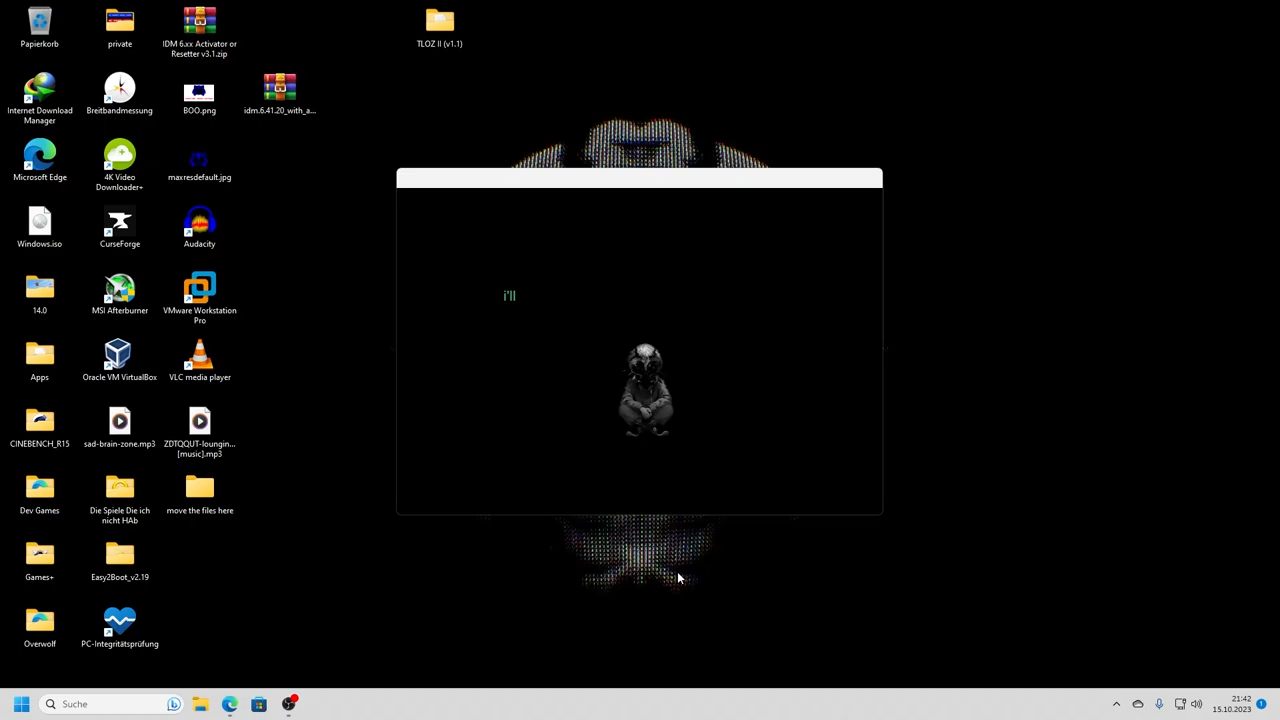 Papierkorb
private
IDM 6.xx Activator or
Resetter v3.1.zip
TLOZ II (v1.1)
Internet Download
Manager
Breitbandmessung
BOO.png
idm.6.41.20_with_a...
Microsoft Edge
4K Video
Downloader+
maxresdefault.jpg
Windows.iso
CurseForge
Audacity
i'll
14.0
MSI Afterburner
VMware Workstation
Pro
Apps
Oracle VM VirtualBox
VLC media player
CINEBENCH_R15
sad-brain-zone.mp3
ZDTQQUT-loungin...
[music].mp3
Dev Games
Die Spiele Die ich
nicht HAb
move the files here
Games+
Easy2Boot_v2.19
Overwolf
PC-Integritätsprüfung
Suche
21:42
15.10.2023
1